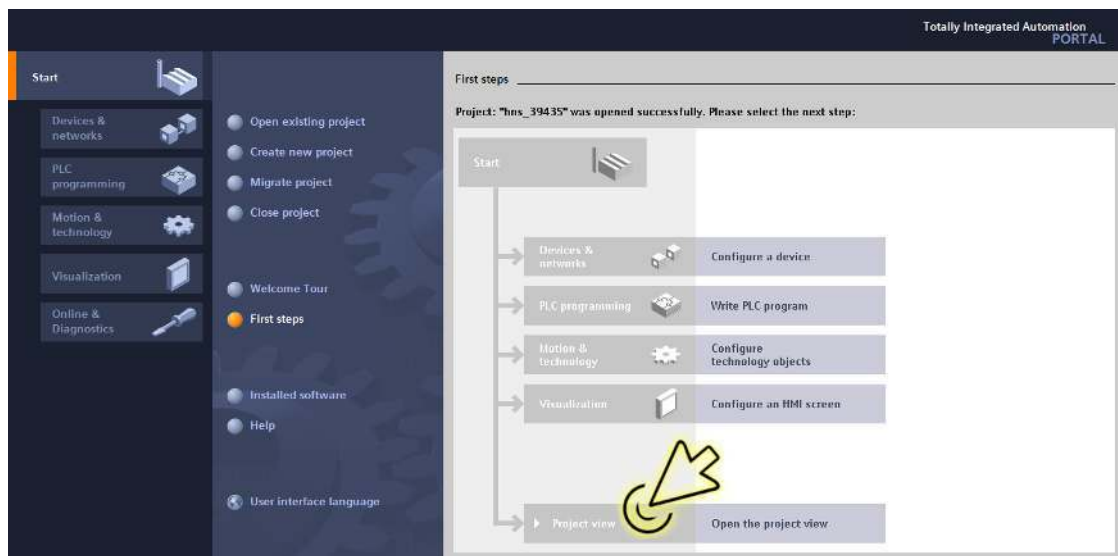 Totally Integrated Automation
PORTAL
Start
Devices &
networks
PLC
programming
Motion &
technology
Visualization
Online &
Diagnostics
Open existing project
Create new project
Migrate project
Close project
Welcome Tour
First steps
Installed software
Help
User interface language
First steps
Project: "hns_39435" was opened successfully. Please select the next step:
Start
Devices &
networks
Configure a device
PLC programming
Write PLC program
Motion &
technology
Configure
technology objects
Visualization
Configure an HMI screen
Project view
Open the project view